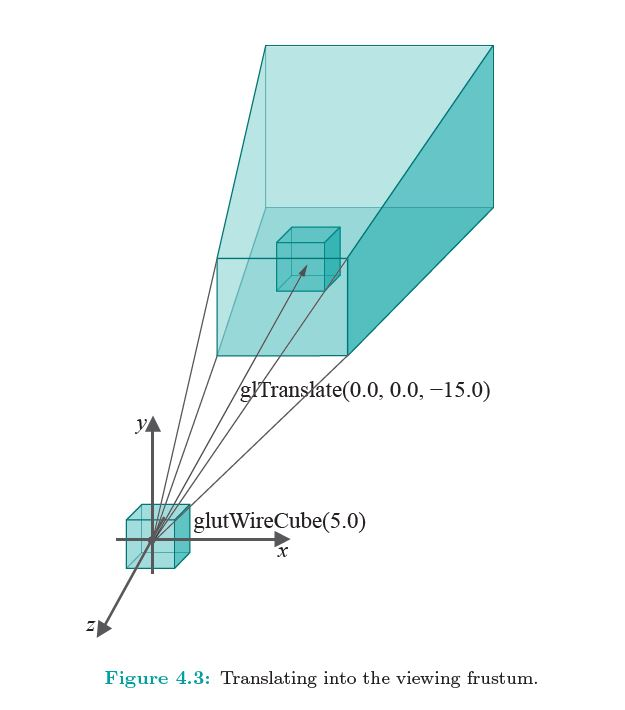 glTranslate(0.0, 0.0, −15.0)
y
glutWireCube(5.0)
x
z
Figure 4.3: Translating into the viewing frustum.